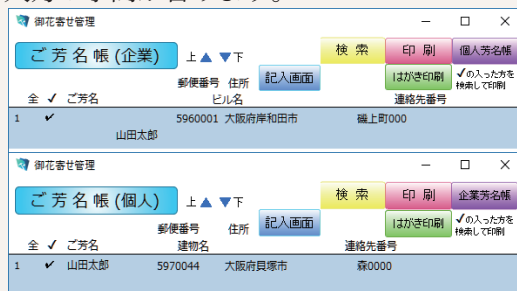 御花寄せ管理
ご芳名帳(企業) 上▲ ▼下 検索 印刷 個人芳名帳
郵便番号 住所 記入画面 はがき印刷 ✓の入った方を
検索して印刷
全 ✓ ご芳名 ビル名 連絡先番号
1 ✓ 5960001 大阪府岸和田市 磯上町000
山田太郎
御花寄せ管理
ご芳名帳(個人) 上▲ ▼下 検索 印刷 企業芳名帳
郵便番号 住所 記入画面 はがき印刷 ✓の入った方を
検索して印刷
全 ✓ ご芳名 建物名 連絡先番号
1 ✓ 山田太郎 5970044 大阪府貝塚市 森0000